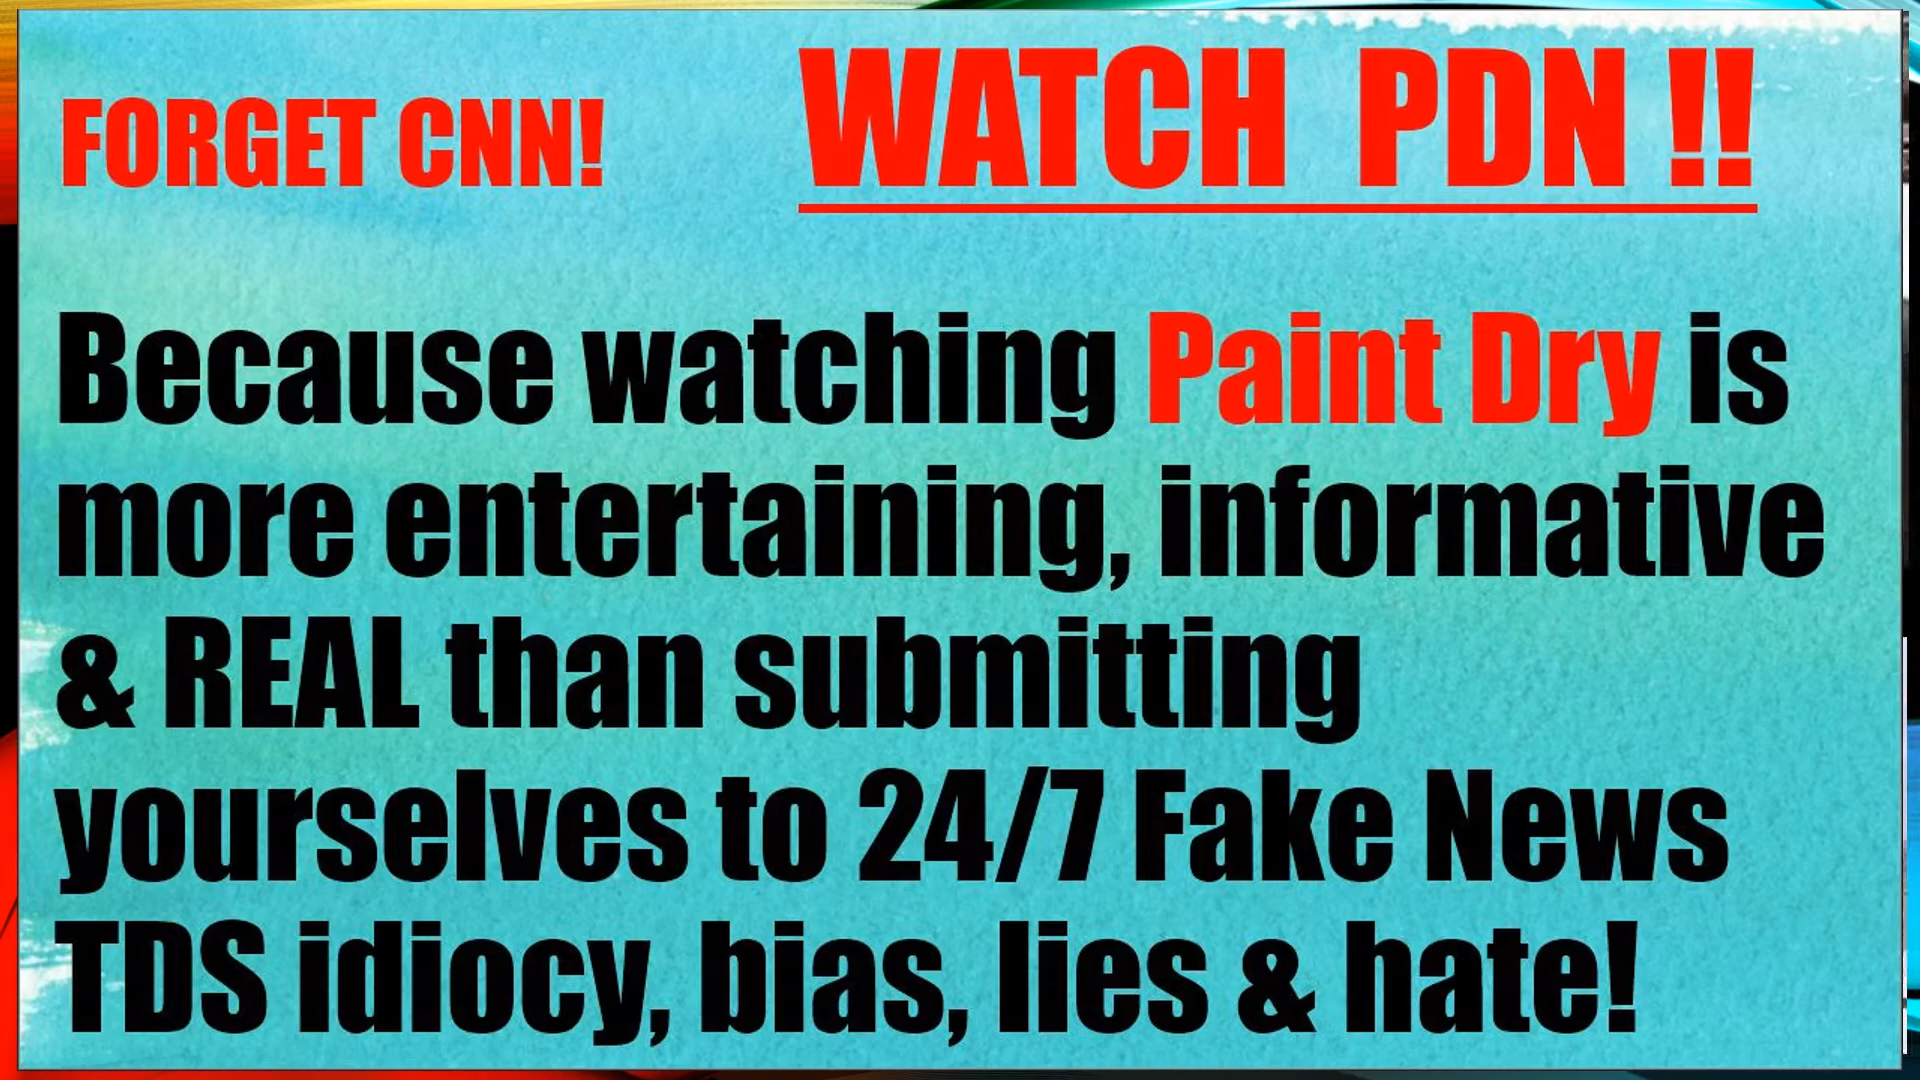 FORGET CNN! WATCH PDN !!
Because watching Paint Dry is
more entertaining, informative
& REAL than submitting
yourselves to 24/7 Fake News
TDS idiocy, bias, lies & hate!